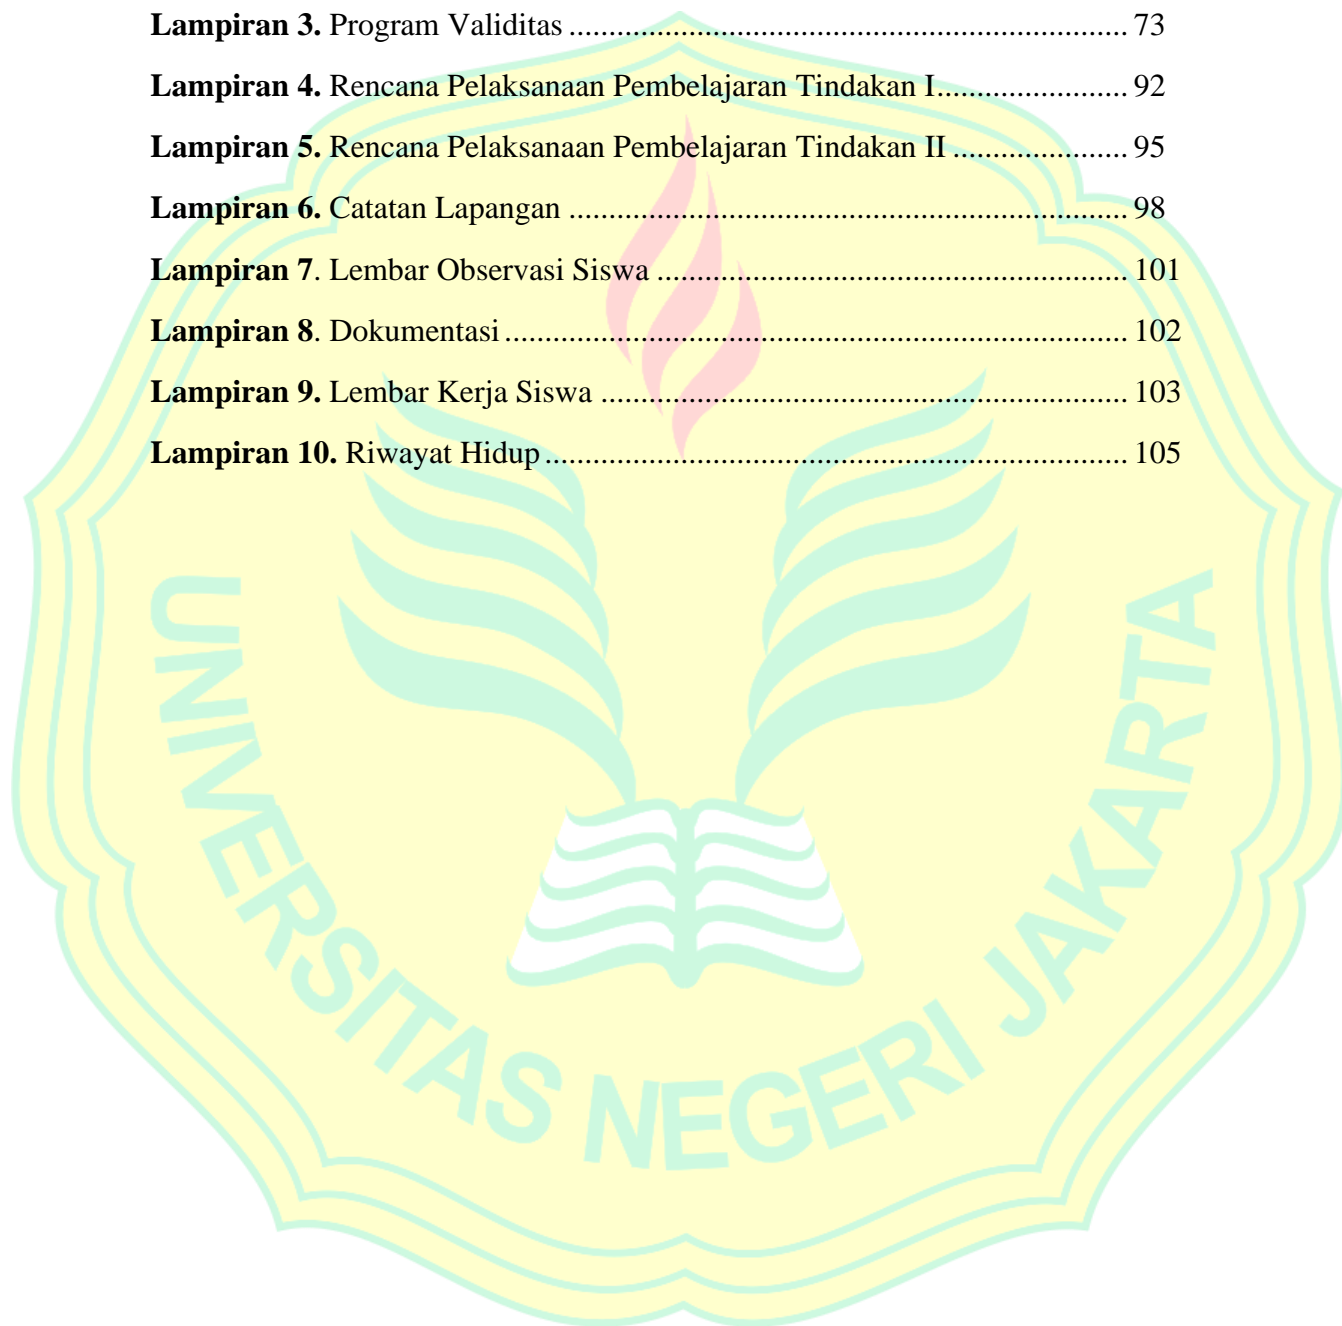 Lampiran 3. Program Validitas ...................................................................... 73
Lampiran 4. Rencana Pelaksanaan Pembelajaran Tindakan I........................ 92
Lampiran 5. Rencana Pelaksanaan Pembelajaran Tindakan II ...................... 95
Lampiran 6. Catatan Lapangan ...................................................................... 98
Lampiran 7. Lembar Observasi Siswa ........................................................... 101
Lampiran 8. Dokumentasi .............................................................................. 102
Lampiran 9. Lembar Kerja Siswa .................................................................. 103
Lampiran 10. Riwayat Hidup ......................................................................... 105
UNIVERSITAS NEGERI JAKARTA